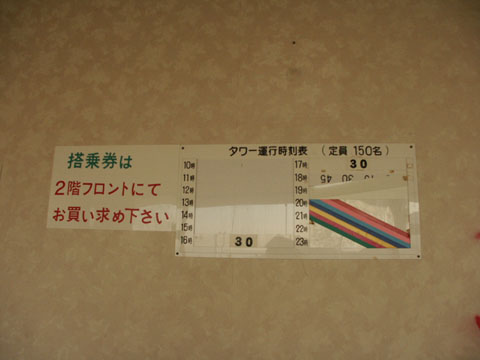 搭乗券は
2階フロントにて
お買い求め下さい
タワー運行時刻表 (定員 150名)
10時
11時
12時
13時
14時
15時
16時 30
17時 30
18時 15 30 45
19時
20時
21時
22時
23時